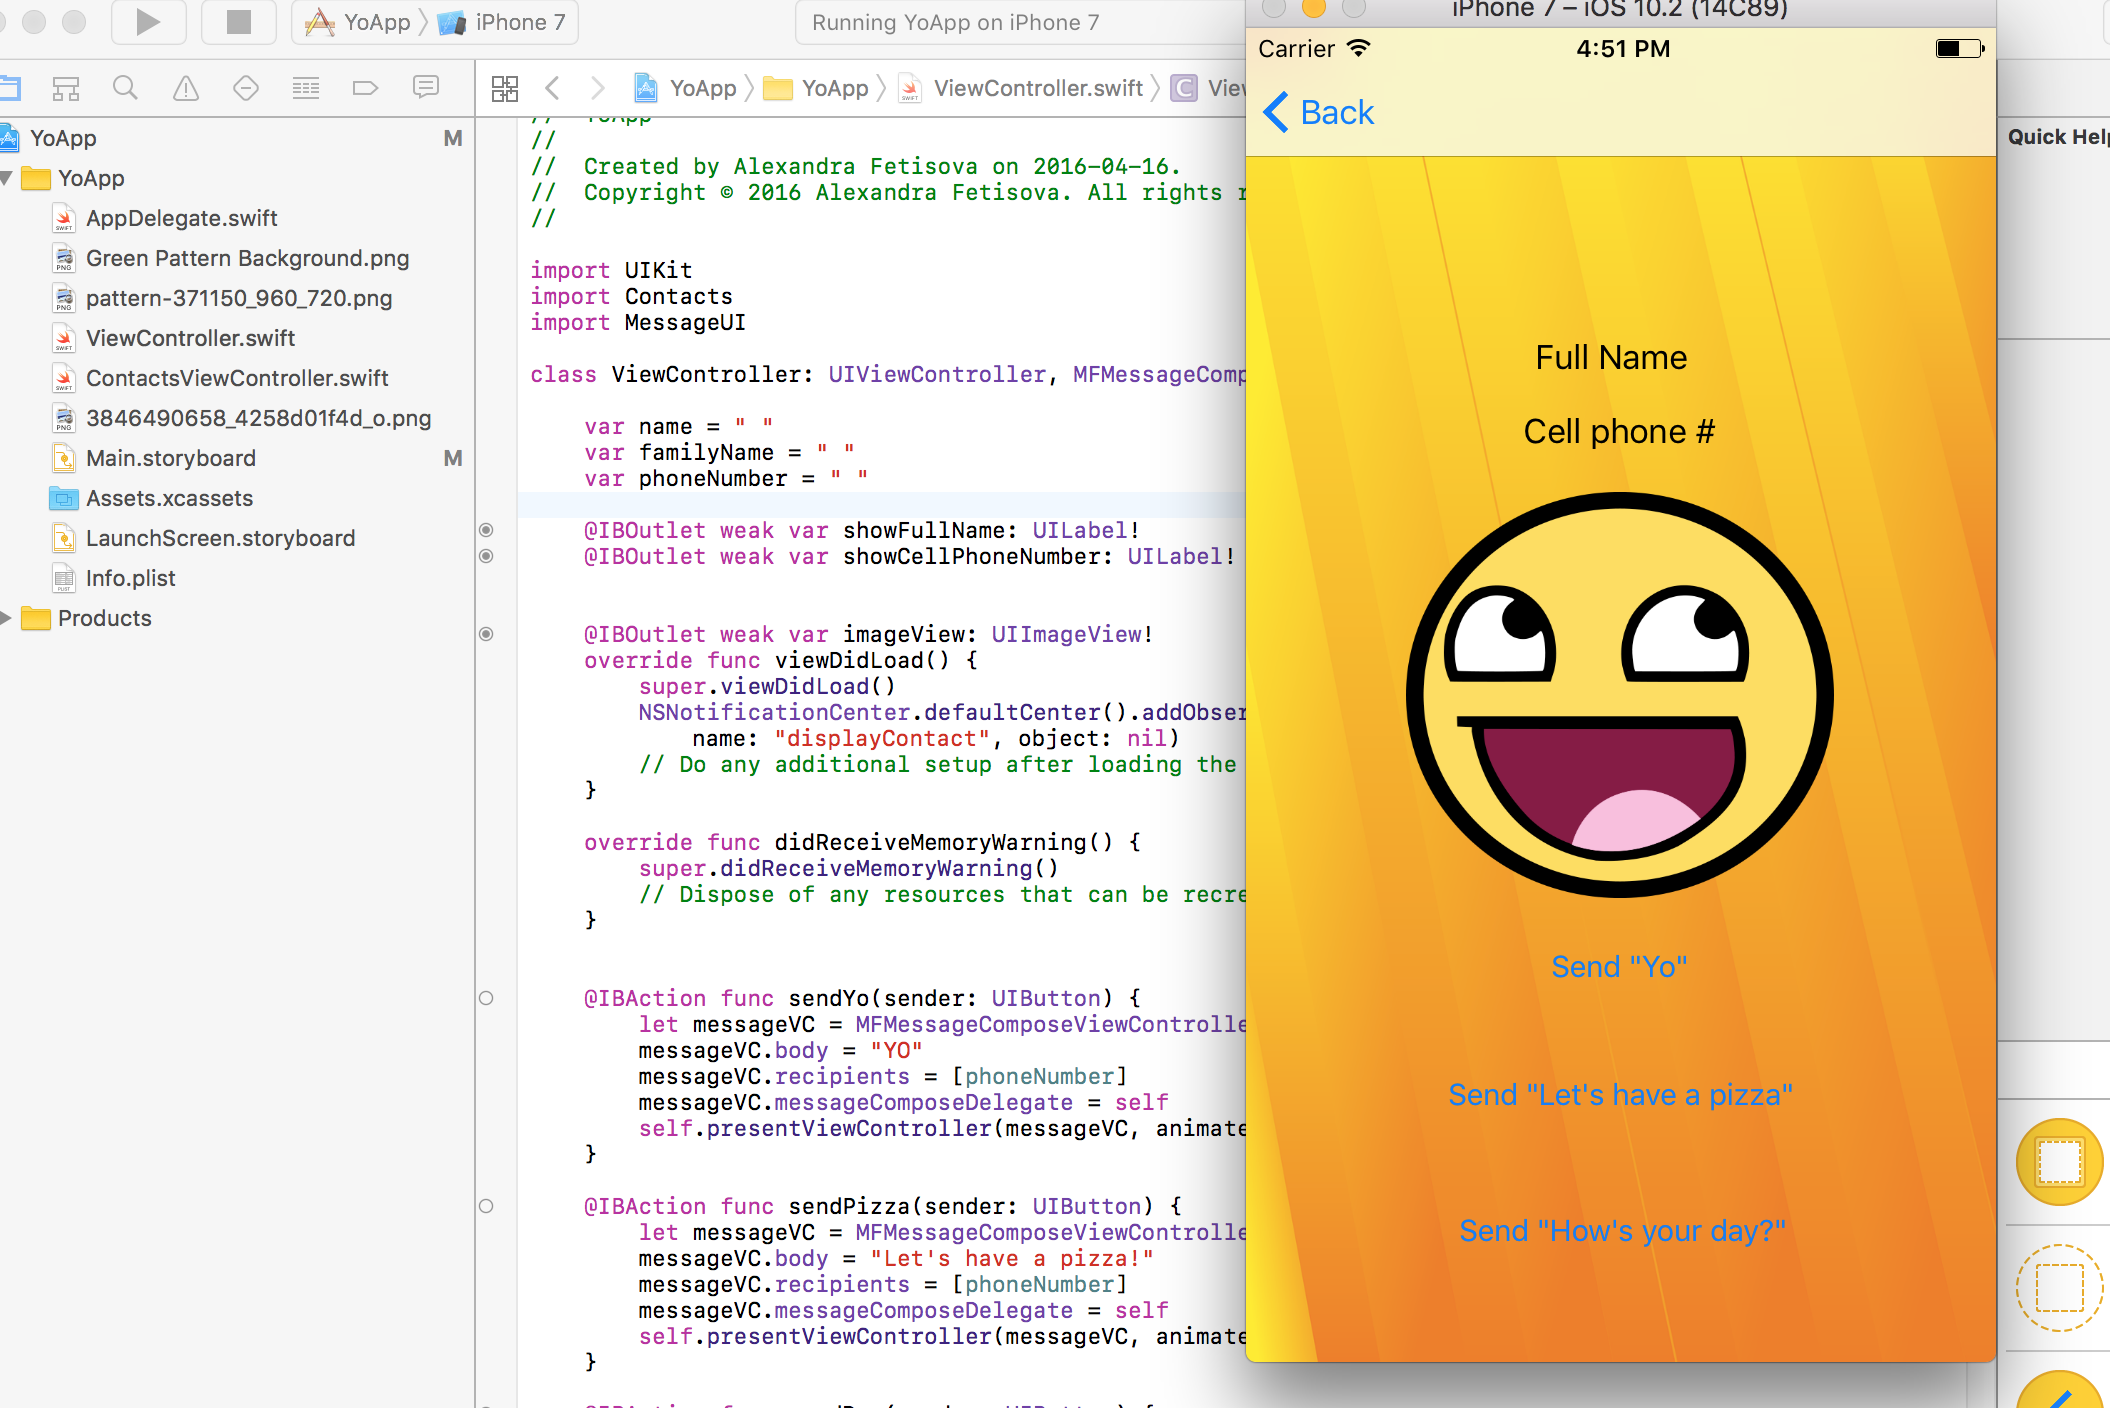 YoApp
iPhone 7
Running YoApp on iPhone 7
YoApp
YoApp
ViewController.swift
YoApp M
YoApp
AppDelegate.swift
Green Pattern Background.png
pattern-371150_960_720.png
ViewController.swift
ContactsViewController.swift
3846490658_4258d01f4d_o.png
Main.storyboard M
Assets.xcassets
LaunchScreen.storyboard
Info.plist
Products
// YoApp
//
// Created by Alexandra Fetisova on 2016-04-16.
// Copyright © 2016 Alexandra Fetisova. All rights
//
import UIKit
import Contacts
import MessageUI
class ViewController: UIViewController, MFMessageComp
var name = " "
var familyName = " "
var phoneNumber = " "
@IBOutlet weak var showFullName: UILabel!
@IBOutlet weak var showCellPhoneNumber: UILabel!
@IBOutlet weak var imageView: UIImageView!
override func viewDidLoad() {
super.viewDidLoad()
NSNotificationCenter.defaultCenter().addObser
name: "displayContact", object: nil)
// Do any additional setup after loading the
}
override func didReceiveMemoryWarning() {
super.didReceiveMemoryWarning()
// Dispose of any resources that can be recre
}
@IBAction func sendYo(sender: UIButton) {
let messageVC = MFMessageComposeViewControlle
messageVC.body = "YO"
messageVC.recipients = [phoneNumber]
messageVC.messageComposeDelegate = self
self.presentViewController(messageVC, animate
}
@IBAction func sendPizza(sender: UIButton) {
let messageVC = MFMessageComposeViewControlle
messageVC.body = "Let's have a pizza!"
messageVC.recipients = [phoneNumber]
messageVC.messageComposeDelegate = self
self.presentViewController(messageVC, animate
}
iPhone 7 – iOS 10.2 (14C89)
Carrier 4:51 PM
Back
Full Name
Cell phone #
Send "Yo"
Send "Let's have a pizza"
Send "How's your day?"
Quick Help